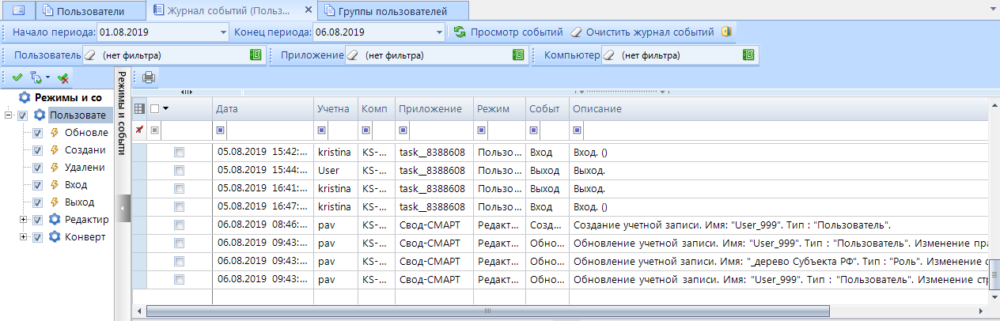 Пользователи Журнал событий (Польз... Группы пользователей
Начало периода: 01.08.2019 Конец периода: 06.08.2019 Просмотр событий Очистить журнал событий
Пользователь (нет фильтра) Приложение (нет фильтра) Компьютер (нет фильтра)
Режимы и событи
Режимы и со
Пользовате
Обновле
Создани
Удалени
Вход
Выход
Редактир
Конверт
Дата Учетна Комп Приложение Режим Событ Описание
05.08.2019 15:42:... kristina KS-... task__8388608 Пользо... Вход Вход. ()
05.08.2019 15:44:... User KS-... task__8388608 Пользо... Выход Выход.
05.08.2019 16:41:... kristina KS-... task__8388608 Пользо... Выход Выход.
05.08.2019 16:47:... kristina KS-... task__8388608 Пользо... Вход Вход. ()
06.08.2019 08:46:... pav KS-... Свод-СМАРТ Редакт... Созд... Создание учетной записи. Имя: "User_999". Тип : "Пользователь".
06.08.2019 09:43:... pav KS-... Свод-СМАРТ Редакт... Обно... Обновление учетной записи. Имя: "User_999". Тип : "Пользователь". Изменение пра
06.08.2019 09:43:... pav KS-... Свод-СМАРТ Редакт... Обно... Обновление учетной записи. Имя: "_дерево Субъекта РФ". Тип : "Роль". Изменение с
06.08.2019 09:43:... pav KS-... Свод-СМАРТ Редакт... Обно... Обновление учетной записи. Имя: "User_999". Тип : "Пользователь". Изменение стр